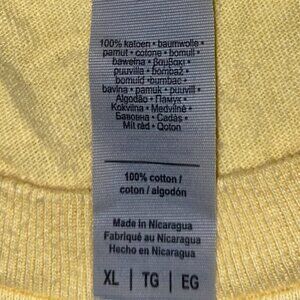 100% katoen • baumwolle •
pamut • cotone • bomull •
bawełna • βαμβάκι •
puuvilla • bombaž •
bomuld • bumbac •
bavlna • pamuk • puuvill •
Algodão • Памук •
Kokvilna • Medvilnė •
Бавовна • Cadás •
Mít rèd • Qoton
100% cotton /
coton / algodón
Made in Nicaragua
Fabriqué au Nicaragua
Hecho en Nicaragua
XL | TG | EG